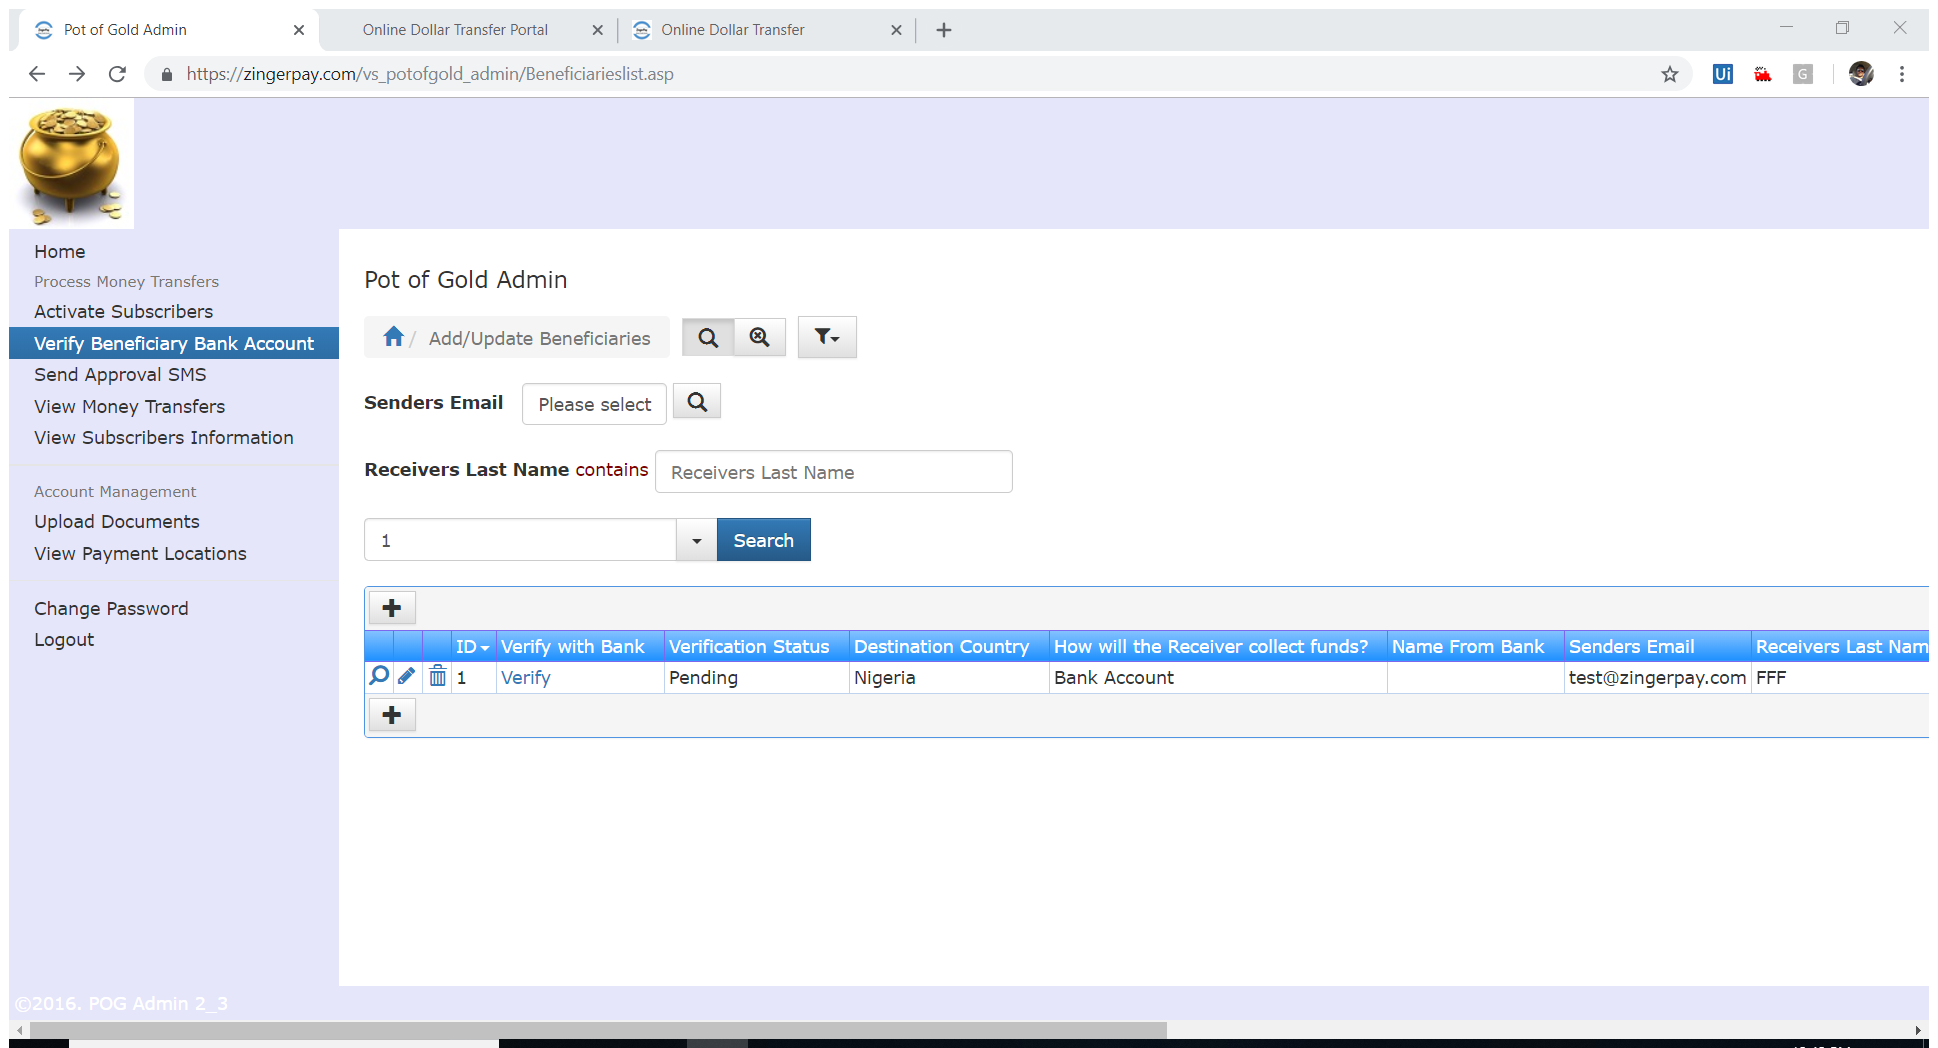 Pot of Gold Admin
Online Dollar Transfer Portal
Online Dollar Transfer
https://zingerpay.com/vs_potofgold_admin/Beneficiarieslist.asp
Ui
G
Home
Process Money Transfers
Activate Subscribers
Verify Beneficiary Bank Account
Send Approval SMS
View Money Transfers
View Subscribers Information
Account Management
Upload Documents
View Payment Locations
Change Password
Logout
Pot of Gold Admin
/ Add/Update Beneficiaries
Senders Email Please select
Receivers Last Name contains Receivers Last Name
1 Search
ID Verify with Bank Verification Status Destination Country How will the Receiver collect funds? Name From Bank Senders Email Receivers Last Nam
1 Verify Pending Nigeria Bank Account test@zingerpay.com FFF
©2016. POG Admin 2_3